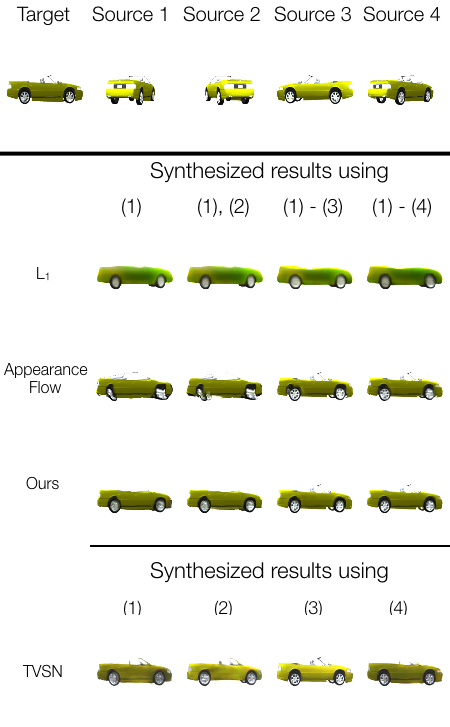 Target Source 1 Source 2 Source 3 Source 4
Synthesized results using
(1) (1), (2) (1) - (3) (1) - (4)
L₁
Appearance
Flow
Ours
Synthesized results using
(1) (2) (3) (4)
TVSN